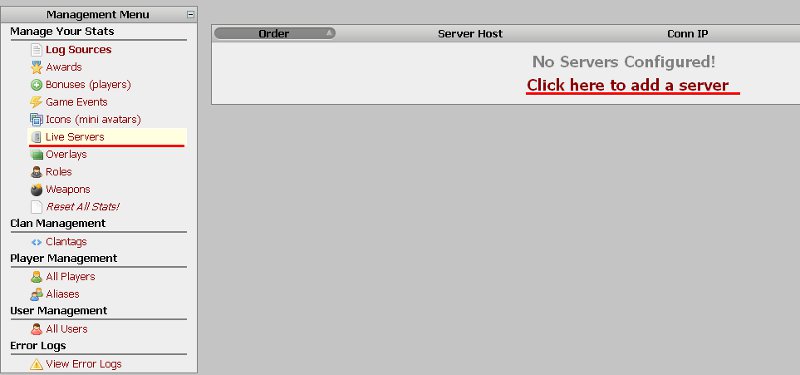 Management Menu
Manage Your Stats
Log Sources
Awards
Bonuses (players)
Game Events
Icons (mini avatars)
Live Servers
Overlays
Roles
Weapons
Reset All Stats!
Clan Management
Clantags
Player Management
All Players
Aliases
User Management
All Users
Error Logs
View Error Logs
Order Server Host Conn IP
No Servers Configured!
Click here to add a server